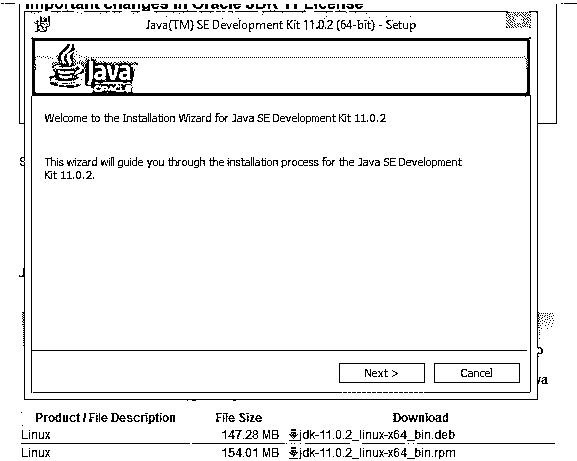 Important changes in Oracle JDK 11 License
Java(TM) SE Development Kit 11.0.2 (64-bit) - Setup
Java
ORACLE
Welcome to the Installation Wizard for Java SE Development Kit 11.0.2
This wizard will guide you through the installation process for the Java SE Development
Kit 11.0.2.
Next >
Cancel
Product / File Description File Size Download
Linux 147.28 MB jdk-11.0.2_linux-x64_bin.deb
Linux 154.01 MB jdk-11.0.2_linux-x64_bin.rpm